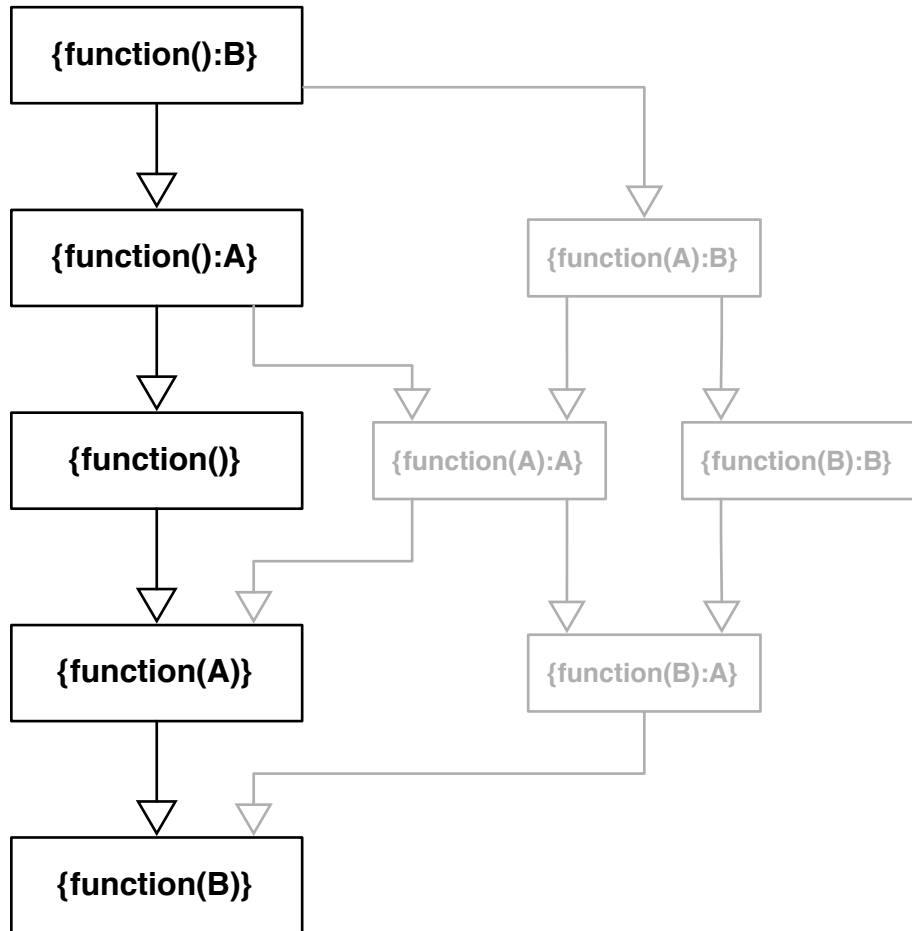 {function():B}
{function():A}
{function(A):B}
{function()}
{function(A):A}
{function(B):B}
{function(A)}
{function(B):A}
{function(B)}